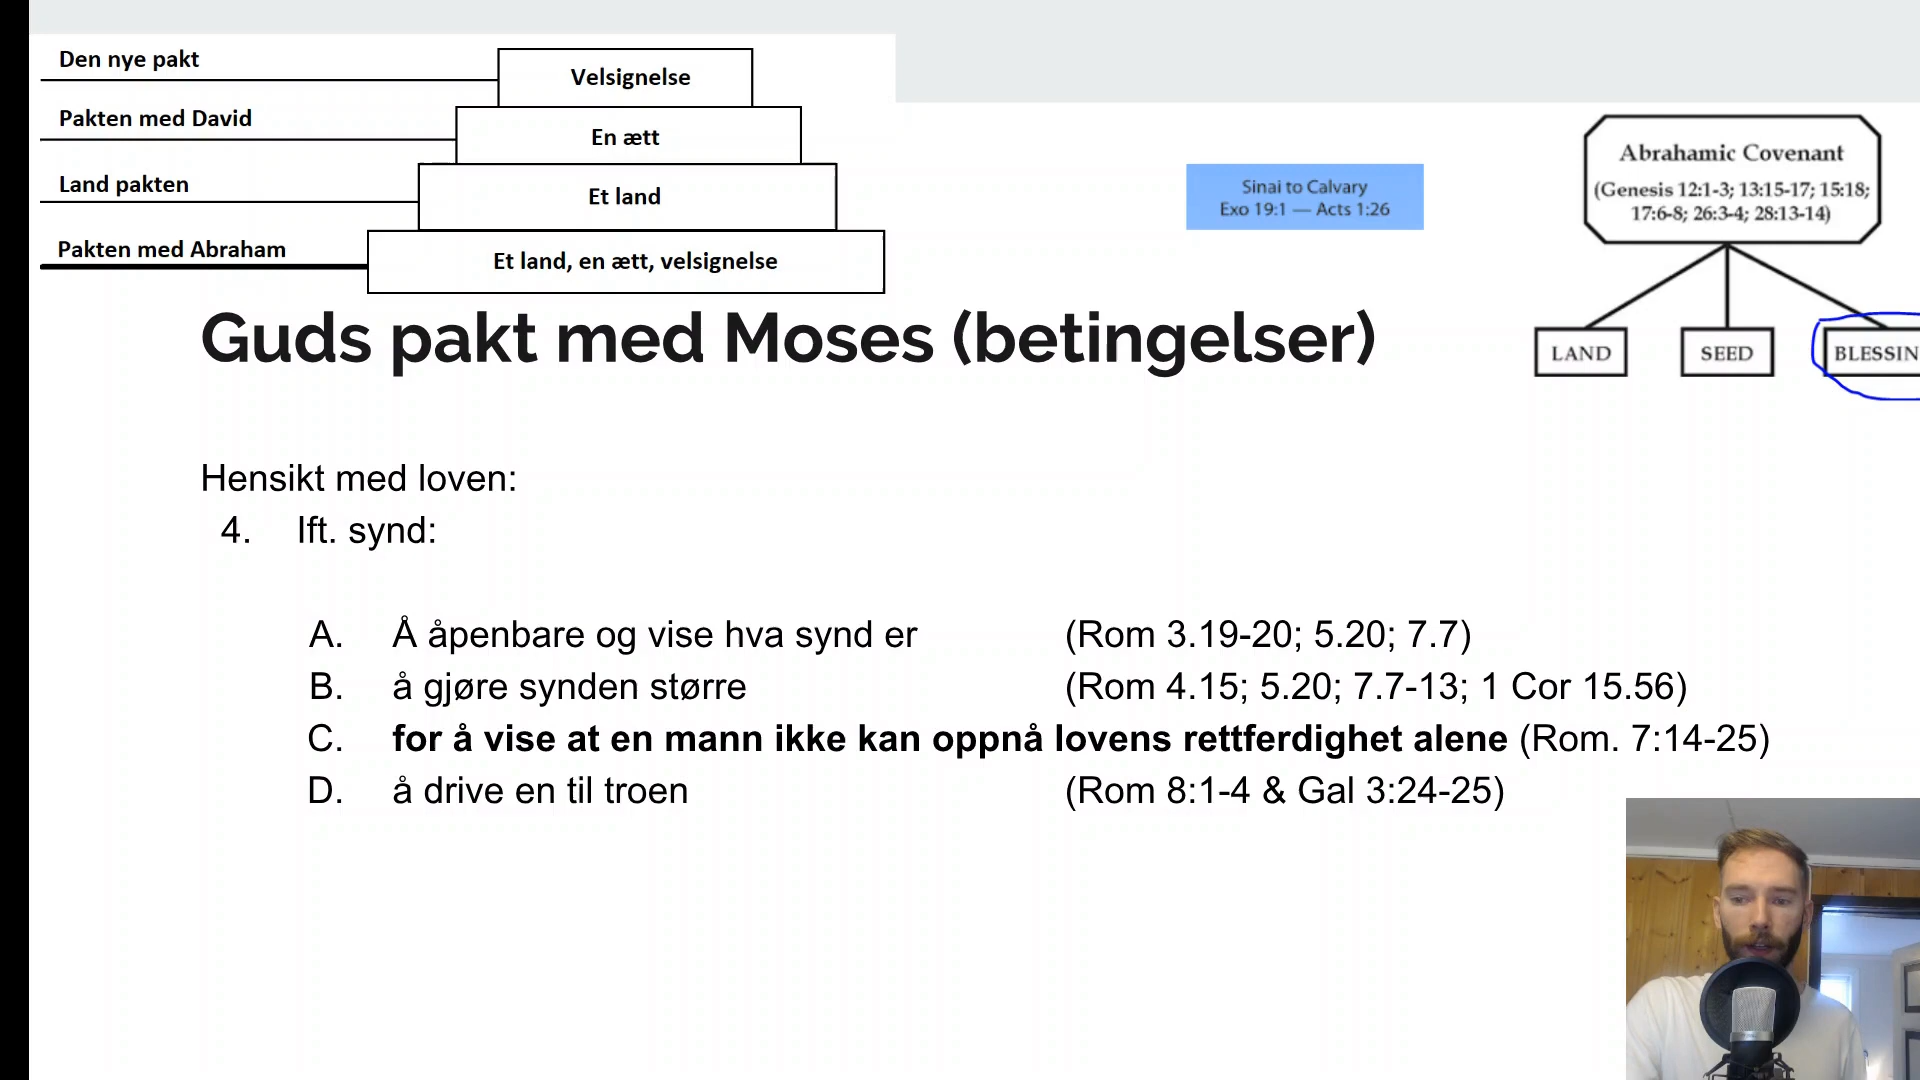 Den nye pakt
Velsignelse
Pakten med David
En ætt
Land pakten
Et land
Pakten med Abraham
Et land, en ætt, velsignelse
Sinai to Calvary
Exo 19:1 — Acts 1:26
Abrahamic Covenant
(Genesis 12:1-3; 13:15-17; 15:18;
17:6-8; 26:3-4; 28:13-14)
LAND
SEED
BLESSIN
Guds pakt med Moses (betingelser)
Hensikt med loven:
4. Ift. synd:
A. Å åpenbare og vise hva synd er (Rom 3.19-20; 5.20; 7.7)
B. å gjøre synden større (Rom 4.15; 5.20; 7.7-13; 1 Cor 15.56)
C. for å vise at en mann ikke kan oppnå lovens rettferdighet alene (Rom. 7:14-25)
D. å drive en til troen (Rom 8:1-4 & Gal 3:24-25)